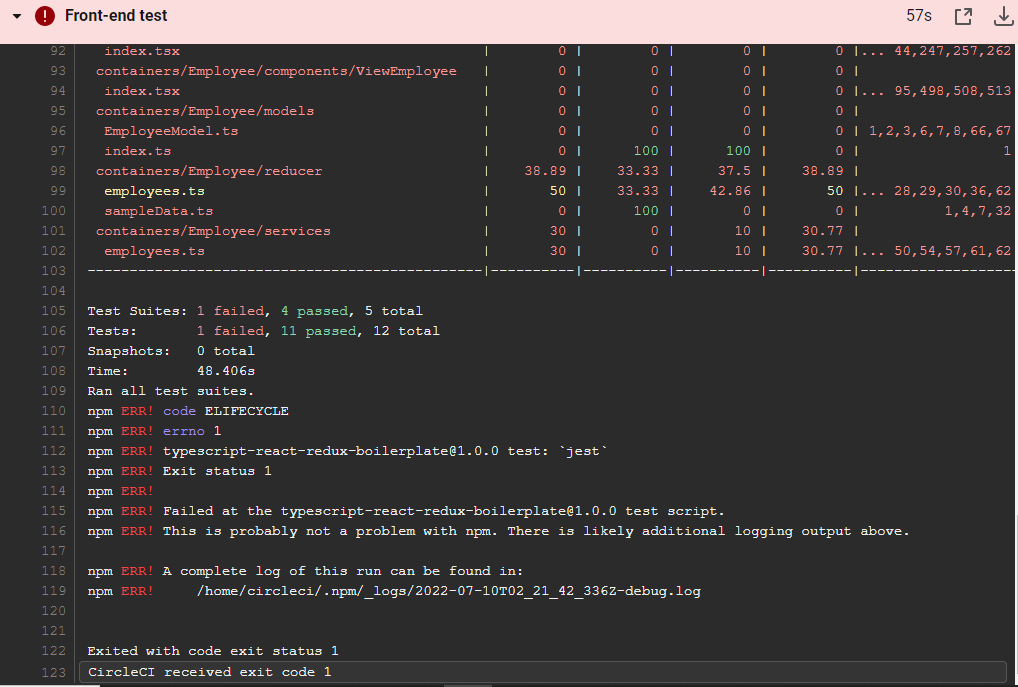 Front-end test 57s
92 index.tsx | 0 | 0 | 0 | 0 |... 44,247,257,262
93 containers/Employee/components/ViewEmployee | 0 | 0 | 0 | 0 |
94 index.tsx | 0 | 0 | 0 | 0 |... 95,498,508,513
95 containers/Employee/models | 0 | 0 | 0 | 0 |
96 EmployeeModel.ts | 0 | 0 | 0 | 0 | 1,2,3,6,7,8,66,67
97 index.ts | 0 | 100 | 100 | 0 | 1
98 containers/Employee/reducer | 38.89 | 33.33 | 37.5 | 38.89 |
99 employees.ts | 50 | 33.33 | 42.86 | 50 |... 28,29,30,36,62
100 sampleData.ts | 0 | 100 | 0 | 0 | 1,4,7,32
101 containers/Employee/services | 30 | 0 | 10 | 30.77 |
102 employees.ts | 30 | 0 | 10 | 30.77 |... 50,54,57,61,62
103 -----------------------------------------------|----------|----------|----------|----------|-------------------
104
105 Test Suites: 1 failed, 4 passed, 5 total
106 Tests: 1 failed, 11 passed, 12 total
107 Snapshots: 0 total
108 Time: 48.406s
109 Ran all test suites.
110 npm ERR! code ELIFECYCLE
111 npm ERR! errno 1
112 npm ERR! typescript-react-redux-boilerplate@1.0.0 test: `jest`
113 npm ERR! Exit status 1
114 npm ERR!
115 npm ERR! Failed at the typescript-react-redux-boilerplate@1.0.0 test script.
116 npm ERR! This is probably not a problem with npm. There is likely additional logging output above.
117
118 npm ERR! A complete log of this run can be found in:
119 npm ERR! /home/circleci/.npm/_logs/2022-07-10T02_21_42_336Z-debug.log
120
121
122 Exited with code exit status 1
123 CircleCI received exit code 1